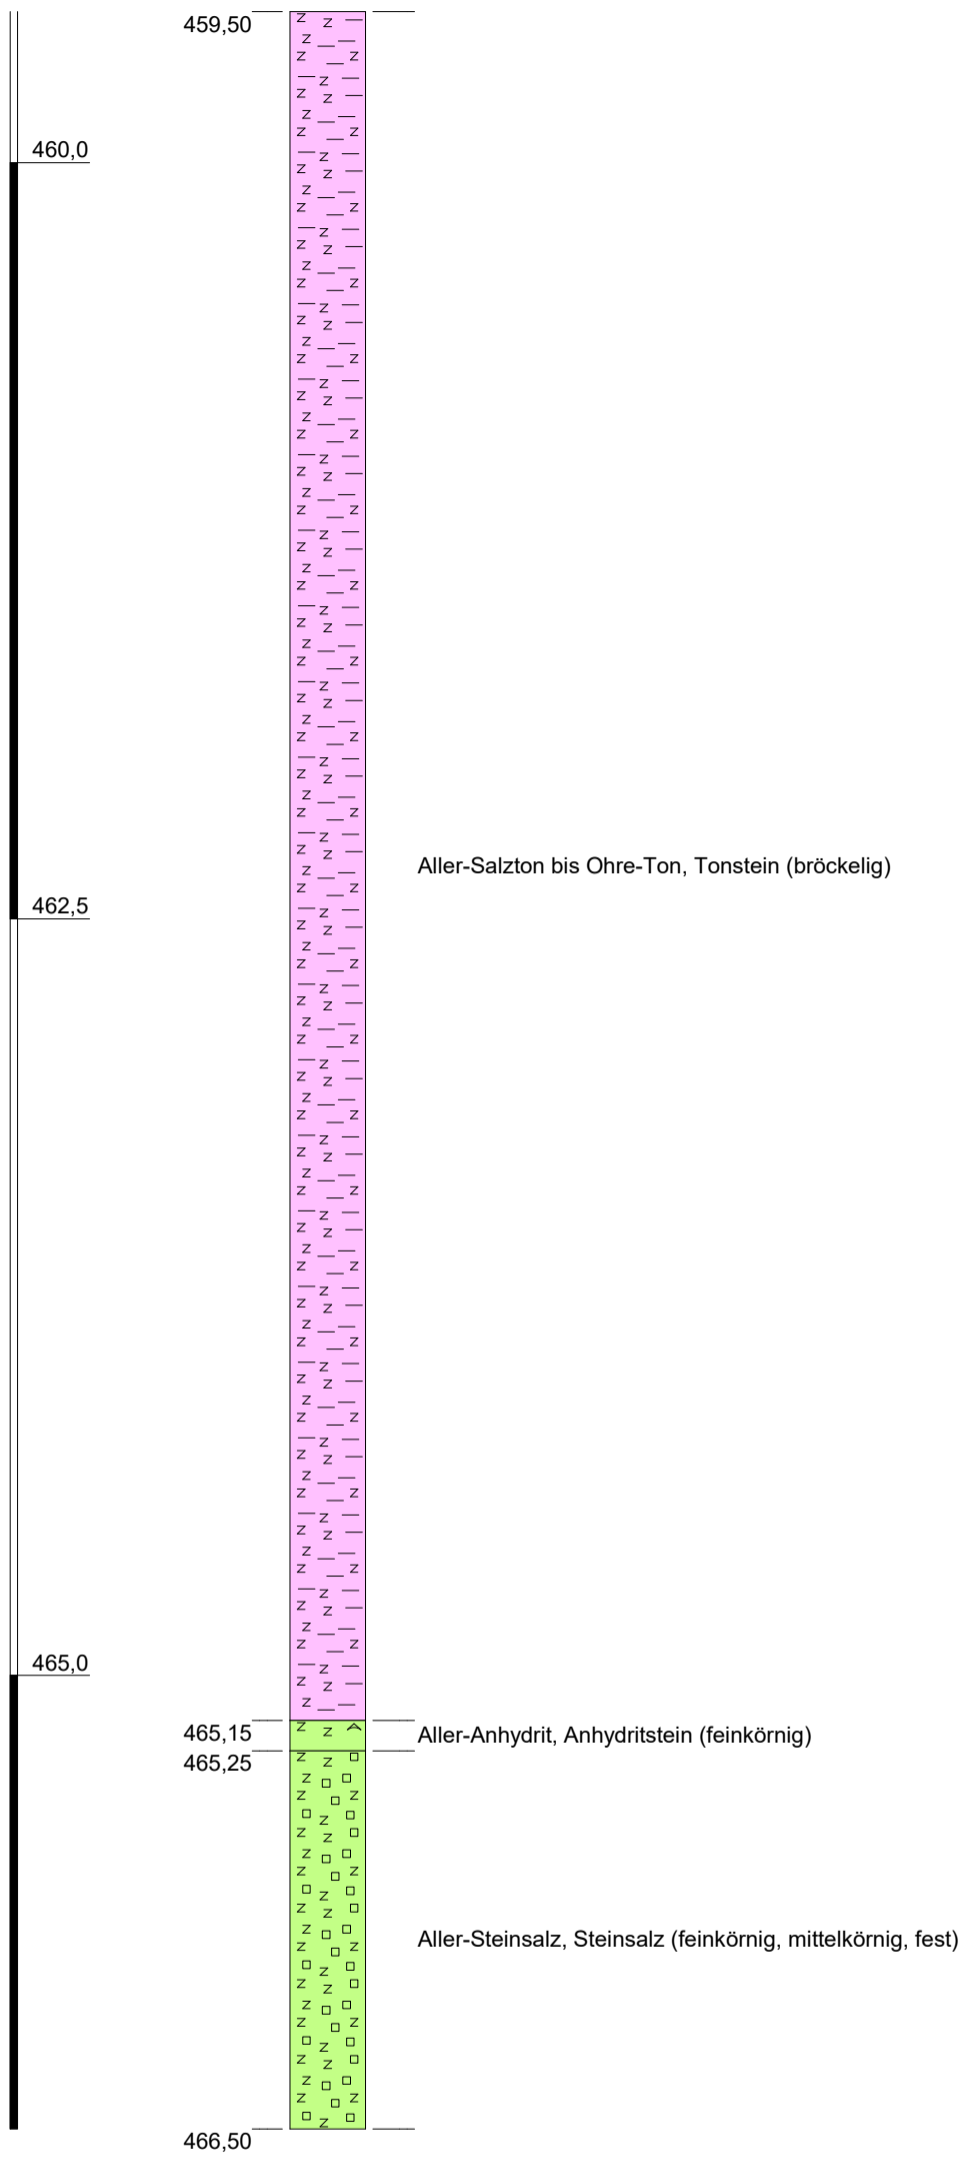 459,50
460,0
Aller-Salzton bis Ohre-Ton, Tonstein (bröckelig)
462,5
465,0
465,15
Aller-Anhydrit, Anhydritstein (feinkörnig)
465,25
Aller-Steinsalz, Steinsalz (feinkörnig, mittelkörnig, fest)
466,50